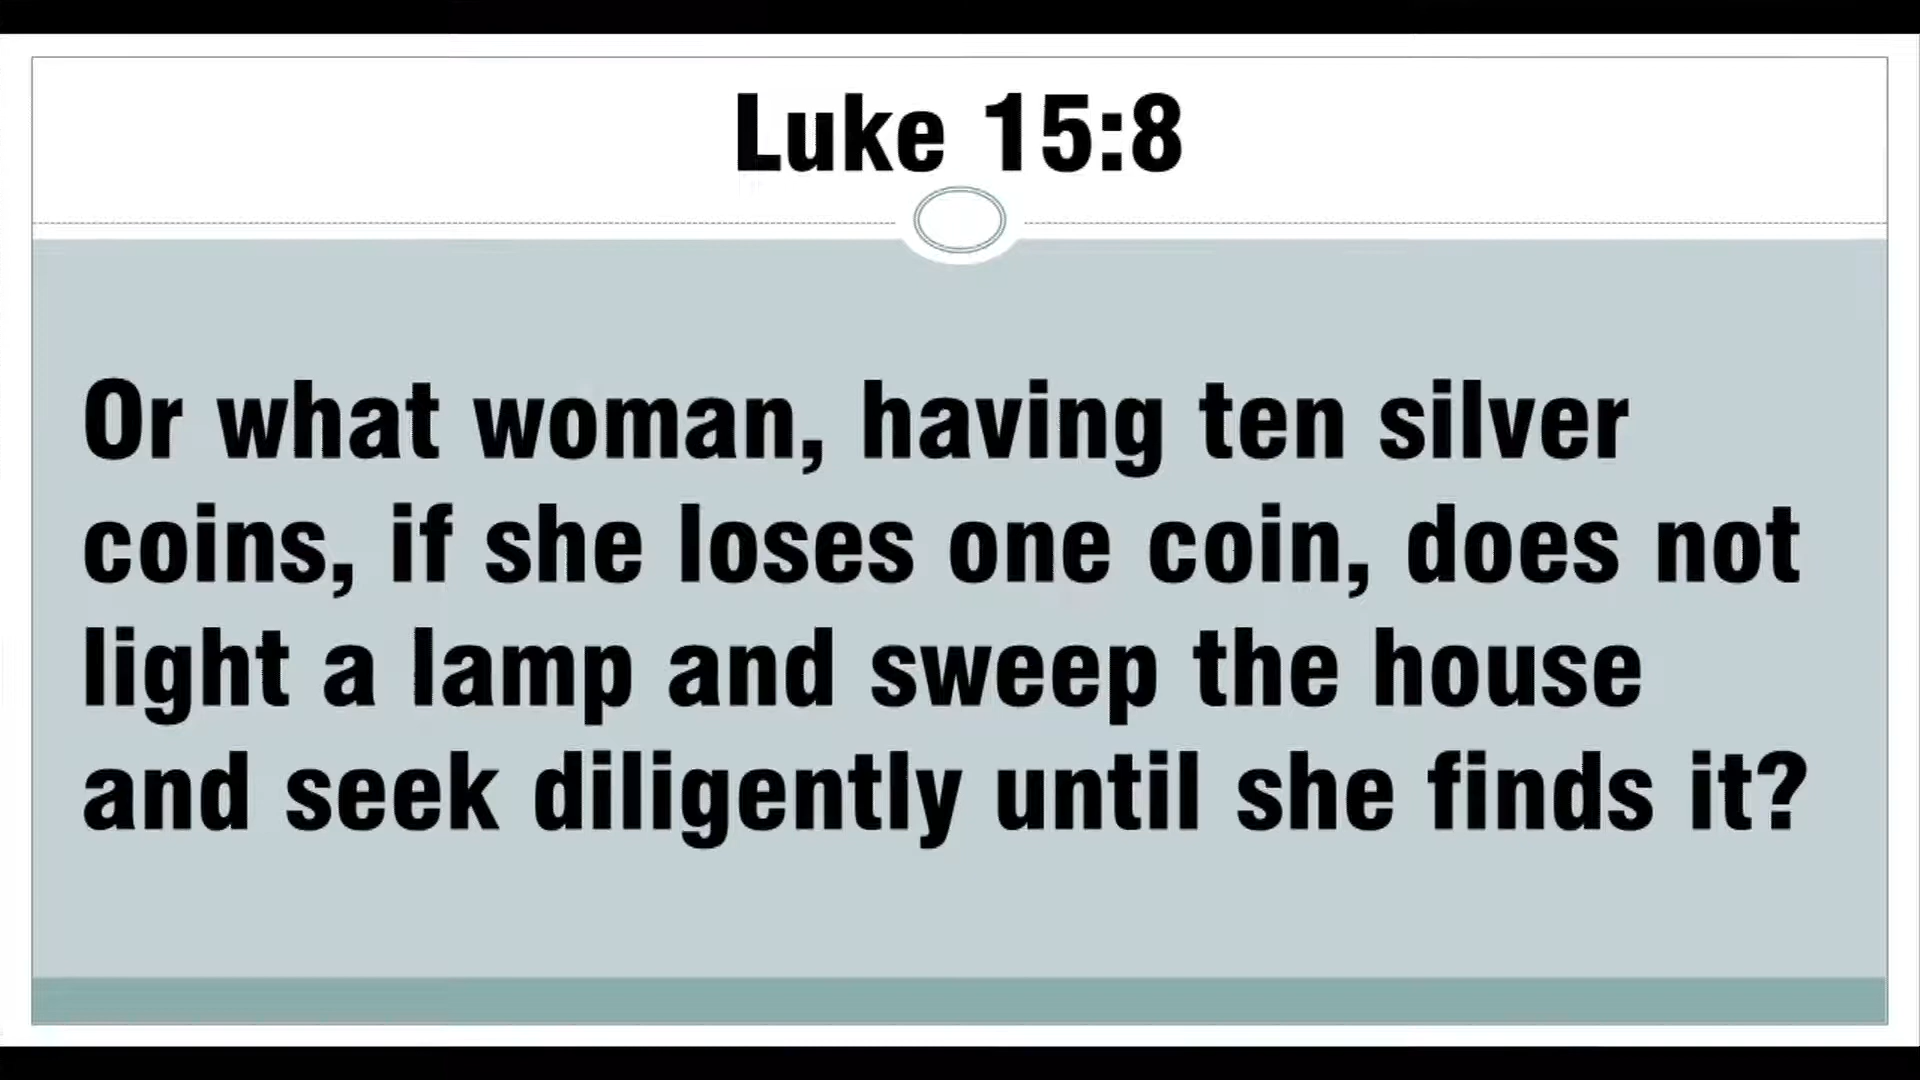 Luke 15:8
Or what woman, having ten silver
coins, if she loses one coin, does not
light a lamp and sweep the house
and seek diligently until she finds it?